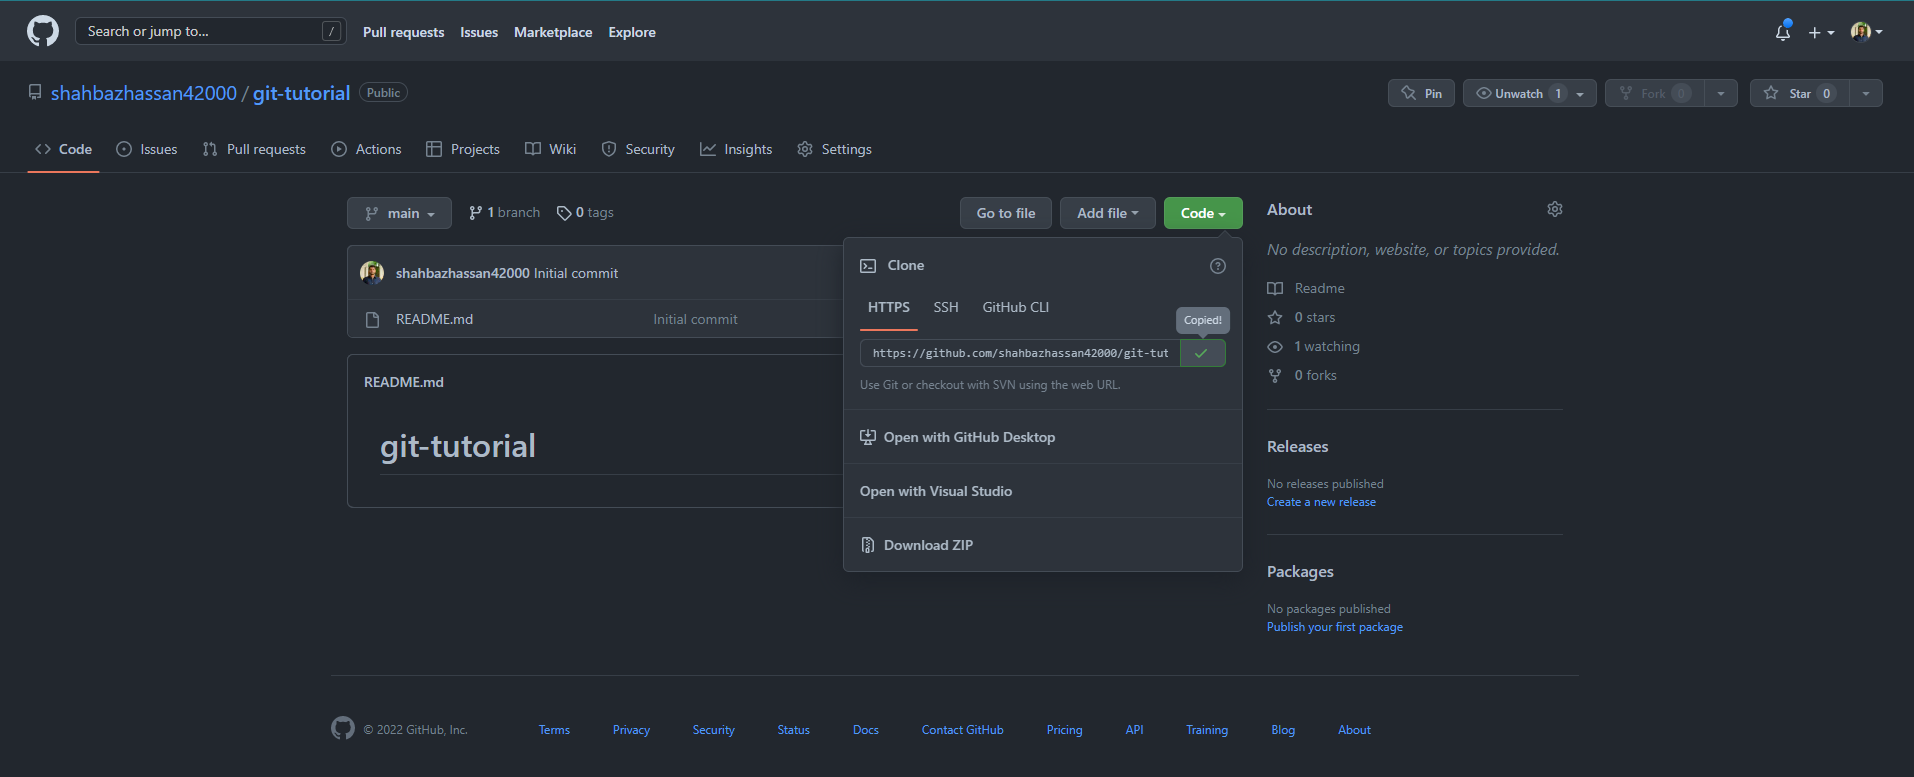 Search or jump to... /
Pull requests Issues Marketplace Explore
shahbazhassan42000 / git-tutorial Public
Pin Unwatch 1 Fork 0 Star 0
Code Issues Pull requests Actions Projects Wiki Security Insights Settings
main 1 branch 0 tags
Go to file Add file Code
shahbazhassan42000 Initial commit
README.md Initial commit
README.md
git-tutorial
Clone
HTTPS SSH GitHub CLI
Copied!
https://github.com/shahbazhassan42000/git-tut
Use Git or checkout with SVN using the web URL.
Open with GitHub Desktop
Open with Visual Studio
Download ZIP
About
No description, website, or topics provided.
Readme
0 stars
1 watching
0 forks
Releases
No releases published
Create a new release
Packages
No packages published
Publish your first package
© 2022 GitHub, Inc. Terms Privacy Security Status Docs Contact GitHub Pricing API Training Blog About